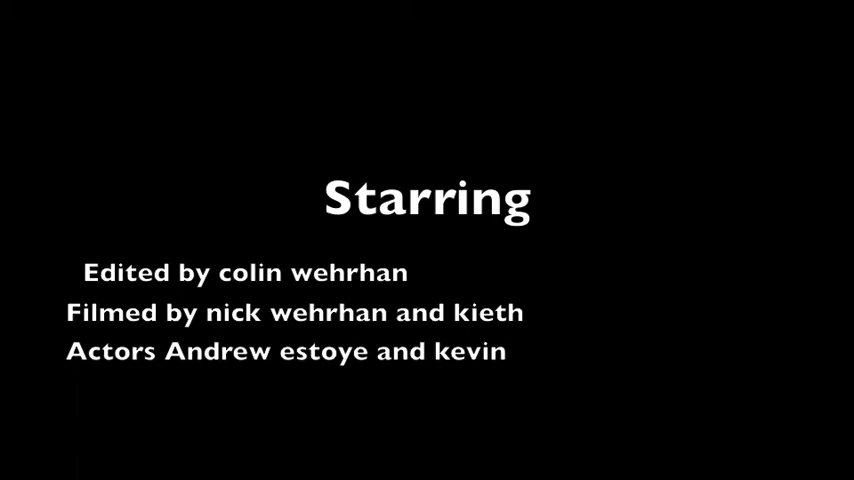 Starring
Edited by colin wehrhan
Filmed by nick wehrhan and kieth
Actors Andrew estoye and kevin